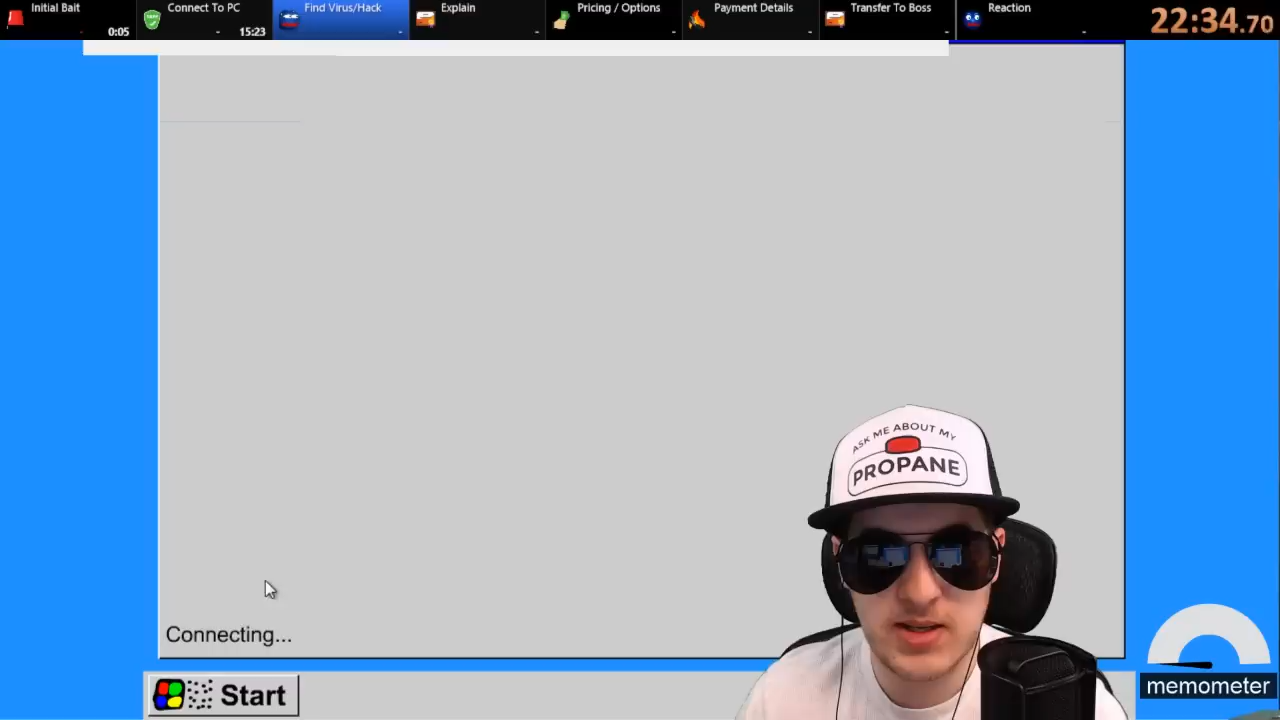 Initial Bait
0:05
Connect To PC
-
15:23
Find Virus/Hack
-
Explain
-
Pricing / Options
-
Payment Details
-
Transfer To Boss
-
Reaction
-
22:34.70
ASK ME ABOUT MY
PROPANE
Connecting...
Start
memometer